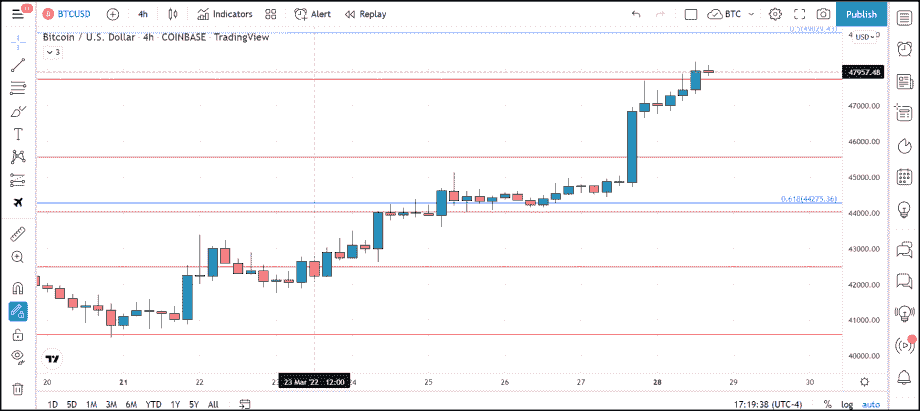 11
BTCUSD
4h
Indicators
Alert
Replay
BTC
Publish
Bitcoin / U.S. Dollar · 4h · COINBASE · TradingView
3
0.5(49029.43)
USD
47957.48
47000.00
46000.00
45000.00
0.618(44275.36)
44000.00
43000.00
42000.00
41000.00
40000.00
20 21 22 23 Mar '22 12:00 24 25 26 27 28 29 30
1D 5D 1M 3M 6M YTD 1Y 5Y All
17:19:38 (UTC-4) % log auto